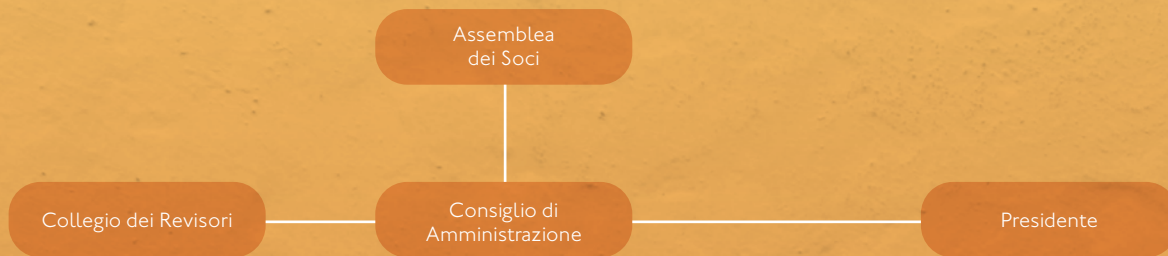 Assemblea
dei Soci
Collegio dei Revisori
Consiglio di
Amministrazione
Presidente